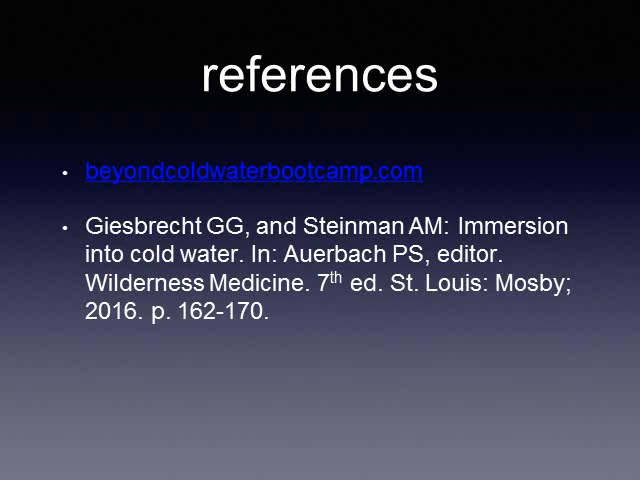 references
• beyondcoldwaterbootcamp.com
• Giesbrecht GG, and Steinman AM: Immersion
into cold water. In: Auerbach PS, editor.
Wilderness Medicine. 7th ed. St. Louis: Mosby;
2016. p. 162-170.